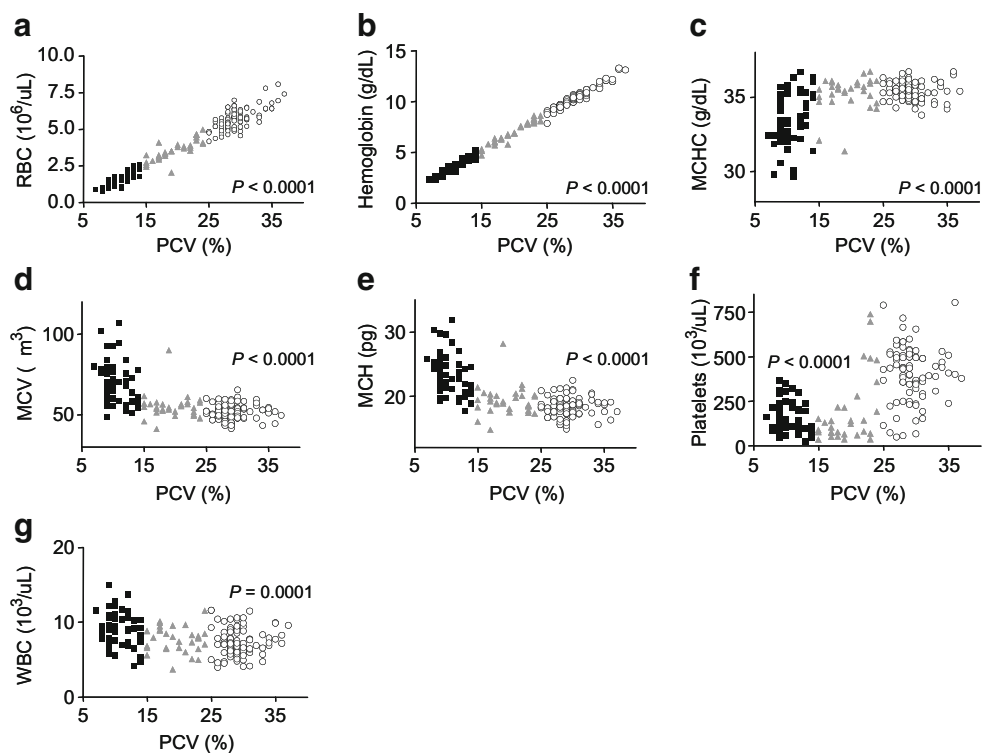 a
RBC (10⁶/uL)
10.0
7.5
5.0
2.5
0.0
P < 0.0001
5 15 25 35
PCV (%)
b
Hemoglobin (g/dL)
15
10
5
0
P < 0.0001
5 15 25 35
PCV (%)
c
MCHC (g/dL)
35
30
P < 0.0001
5 15 25 35
PCV (%)
d
MCV ( m³)
100
50
P < 0.0001
5 15 25 35
PCV (%)
e
MCH (pg)
30
20
P < 0.0001
5 15 25 35
PCV (%)
f
Platelets (10³/uL)
750
500
250
0
P < 0.0001
5 15 25 35
PCV (%)
g
WBC (10³/uL)
20
10
0
P = 0.0001
5 15 25 35
PCV (%)